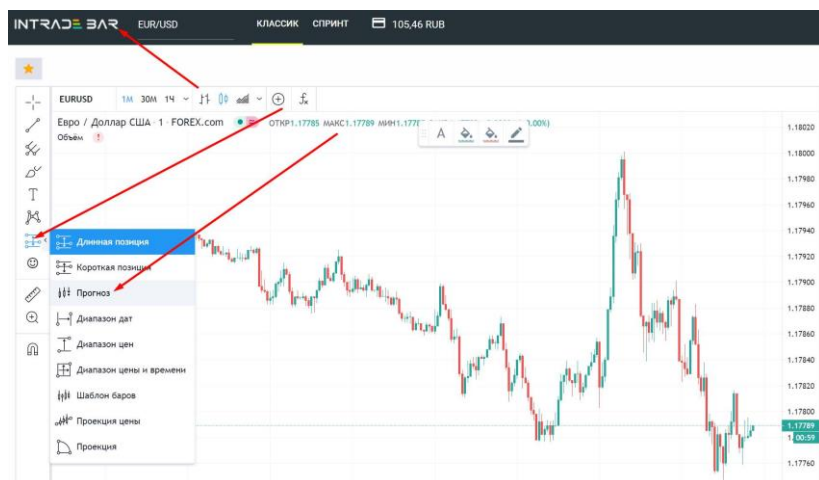 INTRADE BAR EUR/USD КЛАССИК СПРИНТ 105,46 RUB
EURUSD 1М 30М 1Ч
Евро / Доллар США 1 FOREX.com ОТКР1.17785 МАКС1.17789 МИН1.177
Объём
A
1.18020
1.18000
1.17980
1.17960
1.17940
1.17920
1.17900
1.17880
1.17860
1.17840
1.17820
1.17800
1.17789
00:59
1.17760
T
Длинная позиция
Короткая позиция
Прогноз
Диапазон дат
Диапазон цен
Диапазон цены и времени
Шаблон баров
Проекция цены
Проекция